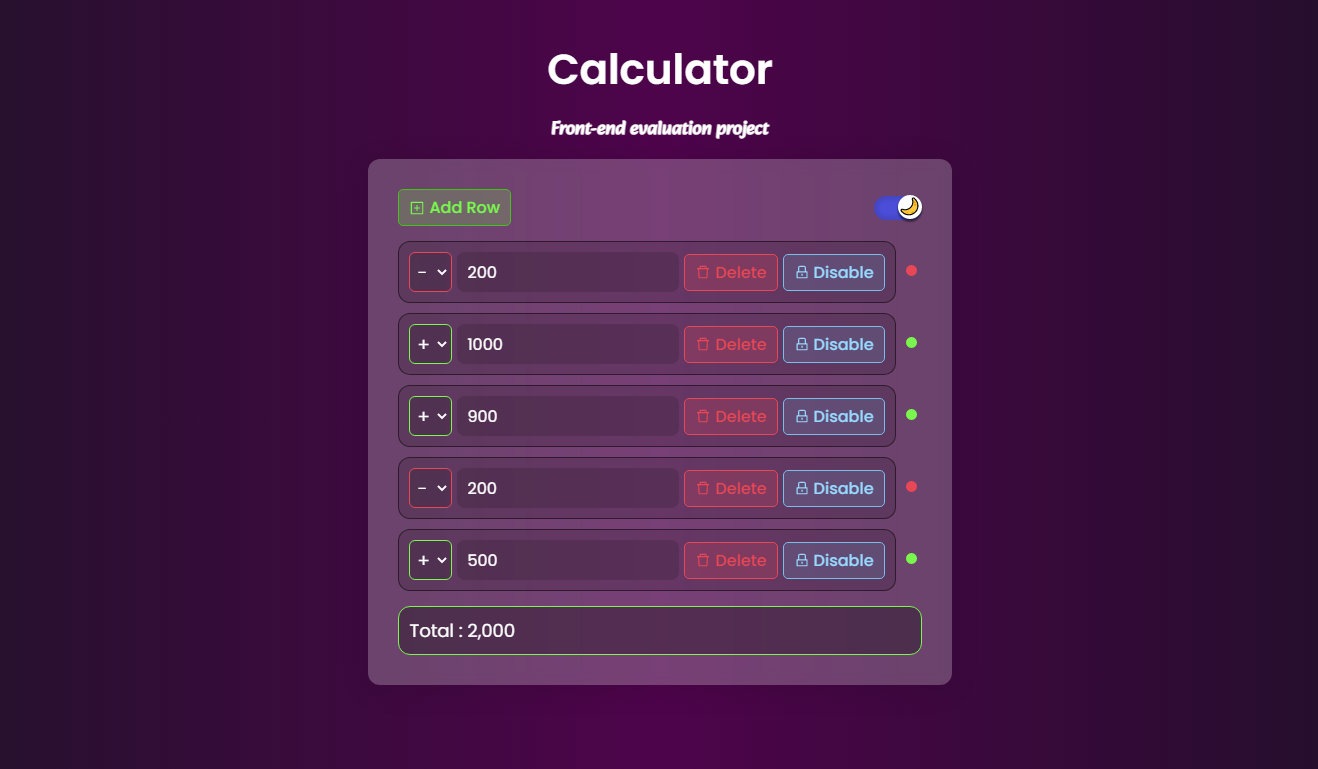 Calculator
Front-end evaluation project
Add Row
- 200 Delete Disable
+ 1000 Delete Disable
+ 900 Delete Disable
- 200 Delete Disable
+ 500 Delete Disable
Total : 2,000